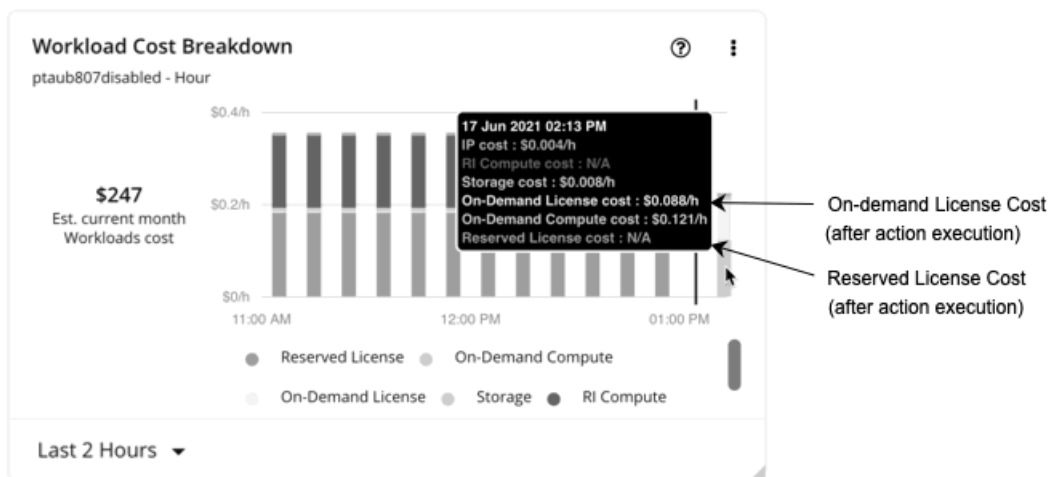 Workload Cost Breakdown
ptaub807disabled - Hour
$247
Est. current month
Workloads cost
$0.4/h
$0.2/h
$0/h
11:00 AM
12:00 PM
01:00 PM
17 Jun 2021 02:13 PM
IP cost : $0.004/h
RI Compute cost : N/A
Storage cost : $0.008/h
On-Demand License cost : $0.088/h
On-Demand Compute cost : $0.121/h
Reserved License cost : N/A
On-demand License Cost
(after action execution)
Reserved License Cost
(after action execution)
Reserved License
On-Demand Compute
On-Demand License
Storage
RI Compute
Last 2 Hours